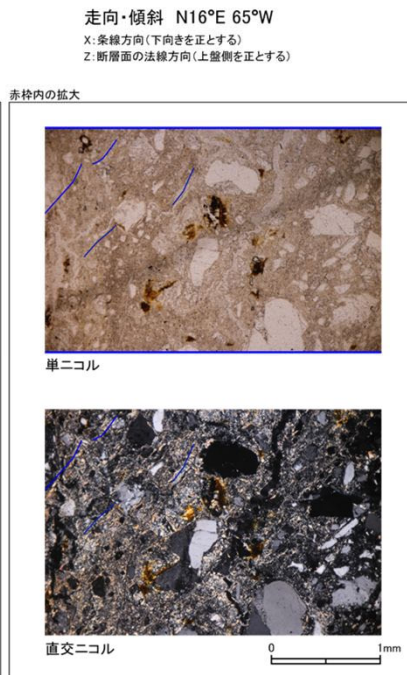 走向・傾斜 N16°E 65°W
X:条線方向(下向きを正とする)
Z:断層面の法線方向(上盤側を正とする)
赤枠内の拡大
単ニコル
直交ニコル
0 1mm